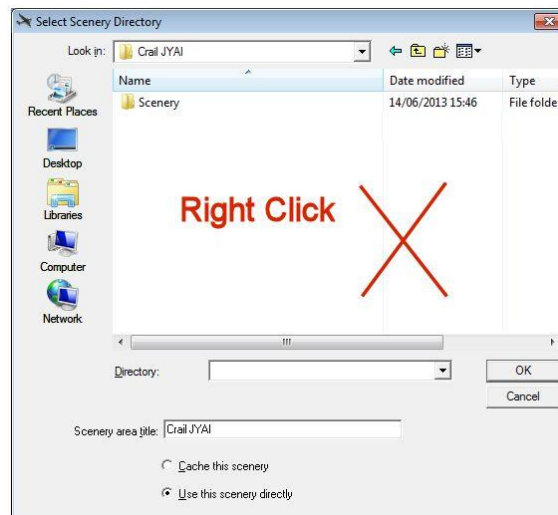 Select Scenery Directory
Look in: Crail JYAI
Name Date modified Type
Scenery 14/06/2013 15:46 File folde
Recent Places
Desktop
Right Click
Libraries
Computer
Network
Directory: OK
Cancel
Scenery area title: Crail JYAI
Cache this scenery
Use this scenery directly